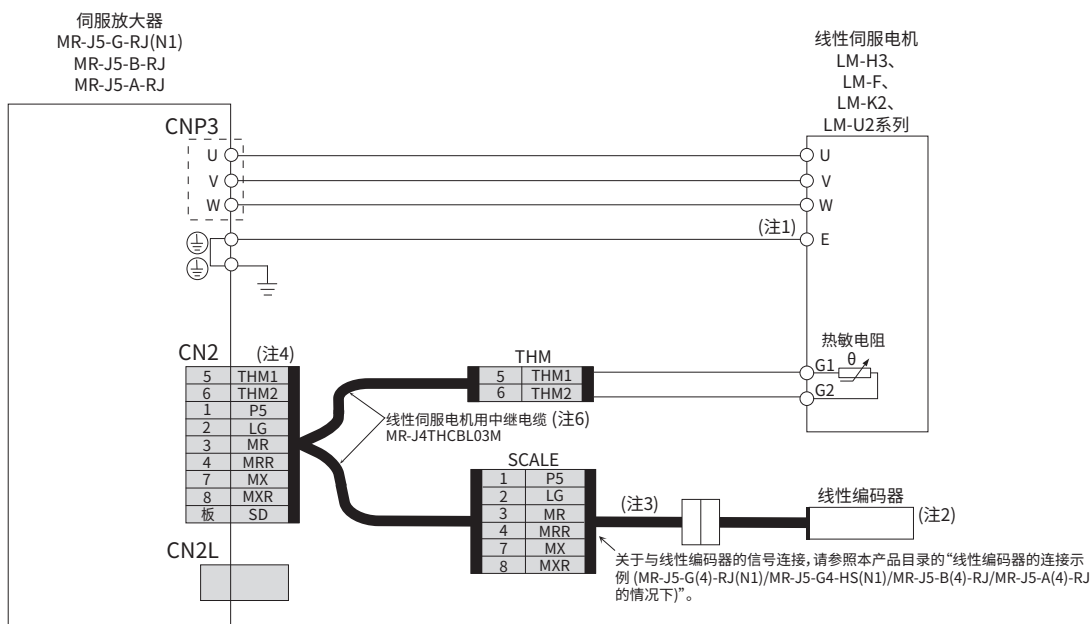 伺服放大器
MR-J5-G-RJ(N1)
MR-J5-B-RJ
MR-J5-A-RJ
线性伺服电机
LM-H3、
LM-F、
LM-K2、
LM-U2系列
CNP3
U
V
W
U
V
W
(注1)
E
CN2
(注4)
5 THM1
6 THM2
1 P5
2 LG
3 MR
4 MRR
7 MX
8 MXR
板 SD
THM
5 THM1
6 THM2
热敏电阻
θ
G1
G2
线性伺服电机用中继电缆 (注6)
MR-J4THCBL03M
SCALE
1 P5
2 LG
3 MR
4 MRR
7 MX
8 MXR
(注3)
线性编码器
(注2)
CN2L
关于与线性编码器的信号连接，请参照本产品目录的“线性编码器的连接示
例 (MR-J5-G(4)-RJ(N1)/MR-J5-G4-HS(N1)/MR-J5-B(4)-RJ/MR-J5-A(4)-RJ
的情况下)”。